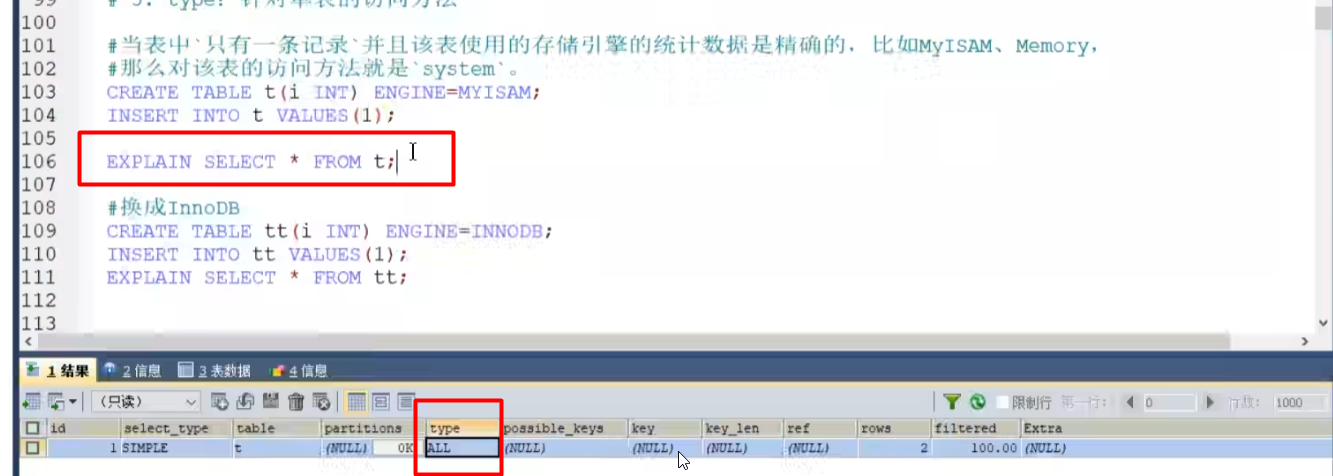 99 # 3. type：针对单表的访问方法
100
101 #当表中`只有一条记录`并且该表使用的存储引擎的统计数据是精确的，比如MyISAM、Memory，
102 #那么对该表的访问方法就是`system`。
103 CREATE TABLE t(i INT) ENGINE=MYISAM;
104 INSERT INTO t VALUES(1);
105
106 EXPLAIN SELECT * FROM t;
107
108 #换成InnoDB
109 CREATE TABLE tt(i INT) ENGINE=INNODB;
110 INSERT INTO tt VALUES(1);
111 EXPLAIN SELECT * FROM tt;
112
113
1 结果 2 信息 3 表数据 4 信息
（只读） 限制行 第一行: 0 行数: 1000
id select_type table partitions type possible_keys key key_len ref rows filtered Extra
1 SIMPLE t (NULL) 0K ALL (NULL) (NULL) (NULL) (NULL) 2 100.00 (NULL)